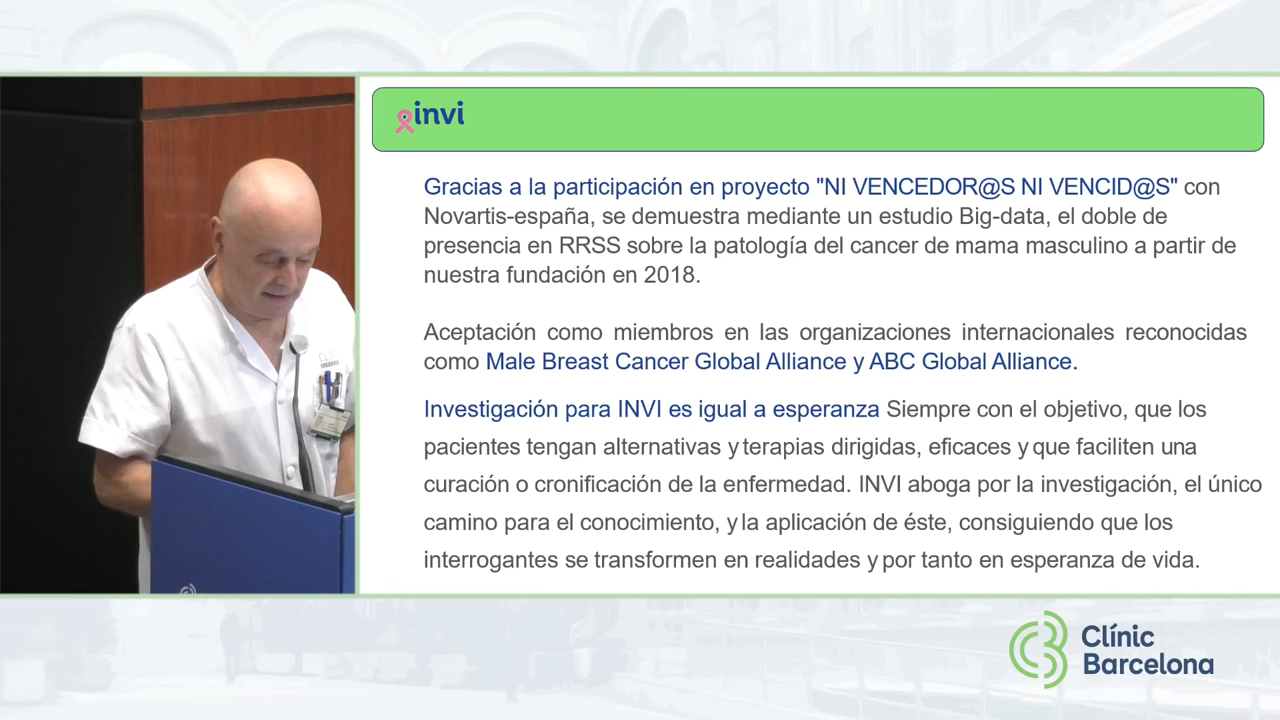 invi
Gracias a la participación en proyecto "NI VENCEDOR@S NI VENCID@S" con
Novartis-españa, se demuestra mediante un estudio Big-data, el doble de
presencia en RRSS sobre la patología del cancer de mama masculino a partir de
nuestra fundación en 2018.
Aceptación como miembros en las organizaciones internacionales reconocidas
como Male Breast Cancer Global Alliance y ABC Global Alliance.
Investigación para INVI es igual a esperanza Siempre con el objetivo, que los
pacientes tengan alternativas y terapias dirigidas, eficaces y que faciliten una
curación o cronificación de la enfermedad. INVI aboga por la investigación, el único
camino para el conocimiento, y la aplicación de éste, consiguiendo que los
interrogantes se transformen en realidades y por tanto en esperanza de vida.
Clínic
Barcelona